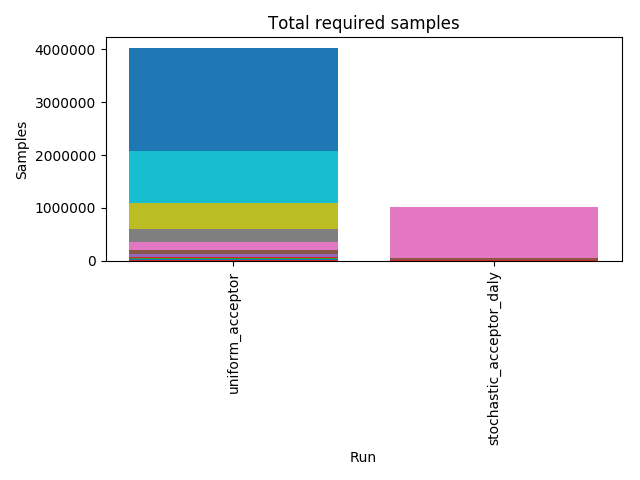 Total required samples
4000000
3000000
2000000
1000000
0
Samples
uniform_acceptor
stochastic_acceptor_daly
Run